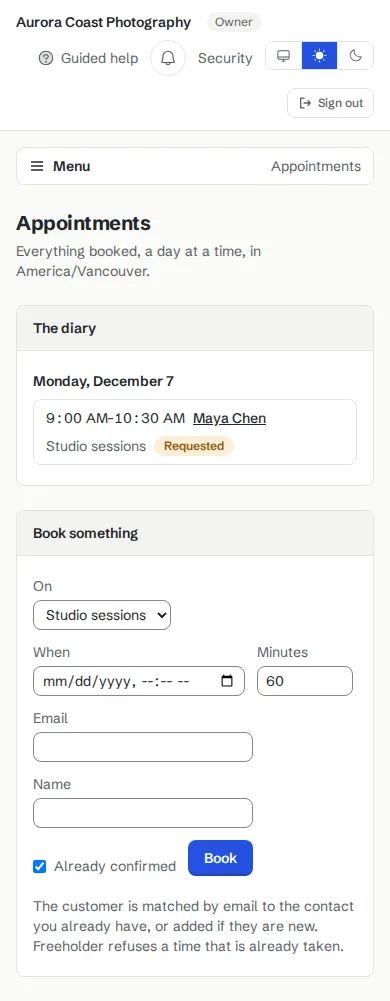 Aurora Coast Photography Owner
Guided help Security
Sign out
Menu Appointments
Appointments
Everything booked, a day at a time, in
America/Vancouver.
The diary
Monday, December 7
9:00 AM–10:30 AM Maya Chen
Studio sessions Requested
Book something
On
Studio sessions
When Minutes
mm/dd/yyyy, --:-- -- 60
Email
Name
Already confirmed Book
The customer is matched by email to the contact
you already have, or added if they are new.
Freeholder refuses a time that is already taken.